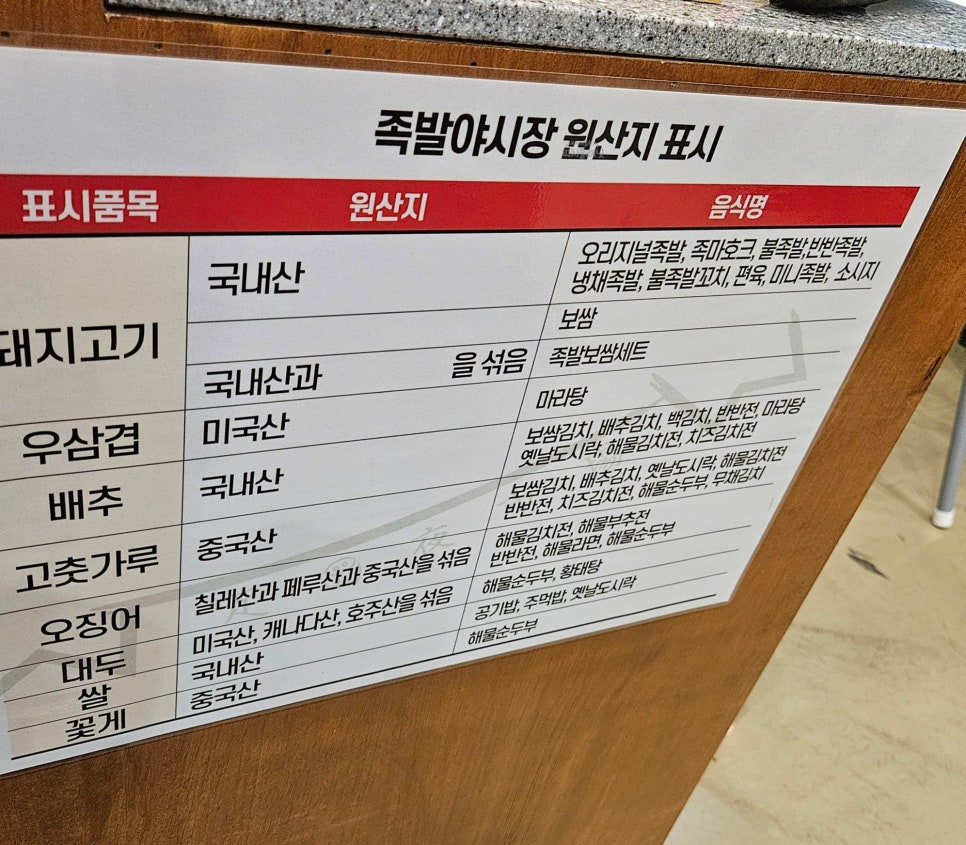 족발야시장 원산지 표시
표시품목 원산지 음식명
돼지고기
국내산
오리지널족발, 족마호크, 불족발,반반족발,
냉채족발, 불족발꼬치, 편육, 미니족발, 소시지
보쌈
국내산과 을 섞음
족발보쌈세트
우삼겹
미국산
마라탕
배추
국내산
보쌈김치, 배추김치, 백김치, 반반전, 마라탕
옛날도시락, 해물김치전, 치즈김치전
고춧가루
중국산
보쌈김치, 배추김치, 옛날도시락, 해물김치전
반반전, 치즈김치전, 해물순두부, 무채김치
오징어
칠레산과 페루산과 중국산을 섞음
해물김치전, 해물부추전
반반전, 해물라면, 해물순두부
대두
미국산, 캐나다산, 호주산을 섞음
해물순두부, 황태탕
쌀
국내산
공기밥, 주먹밥, 옛날도시락
꽃게
중국산
해물순두부